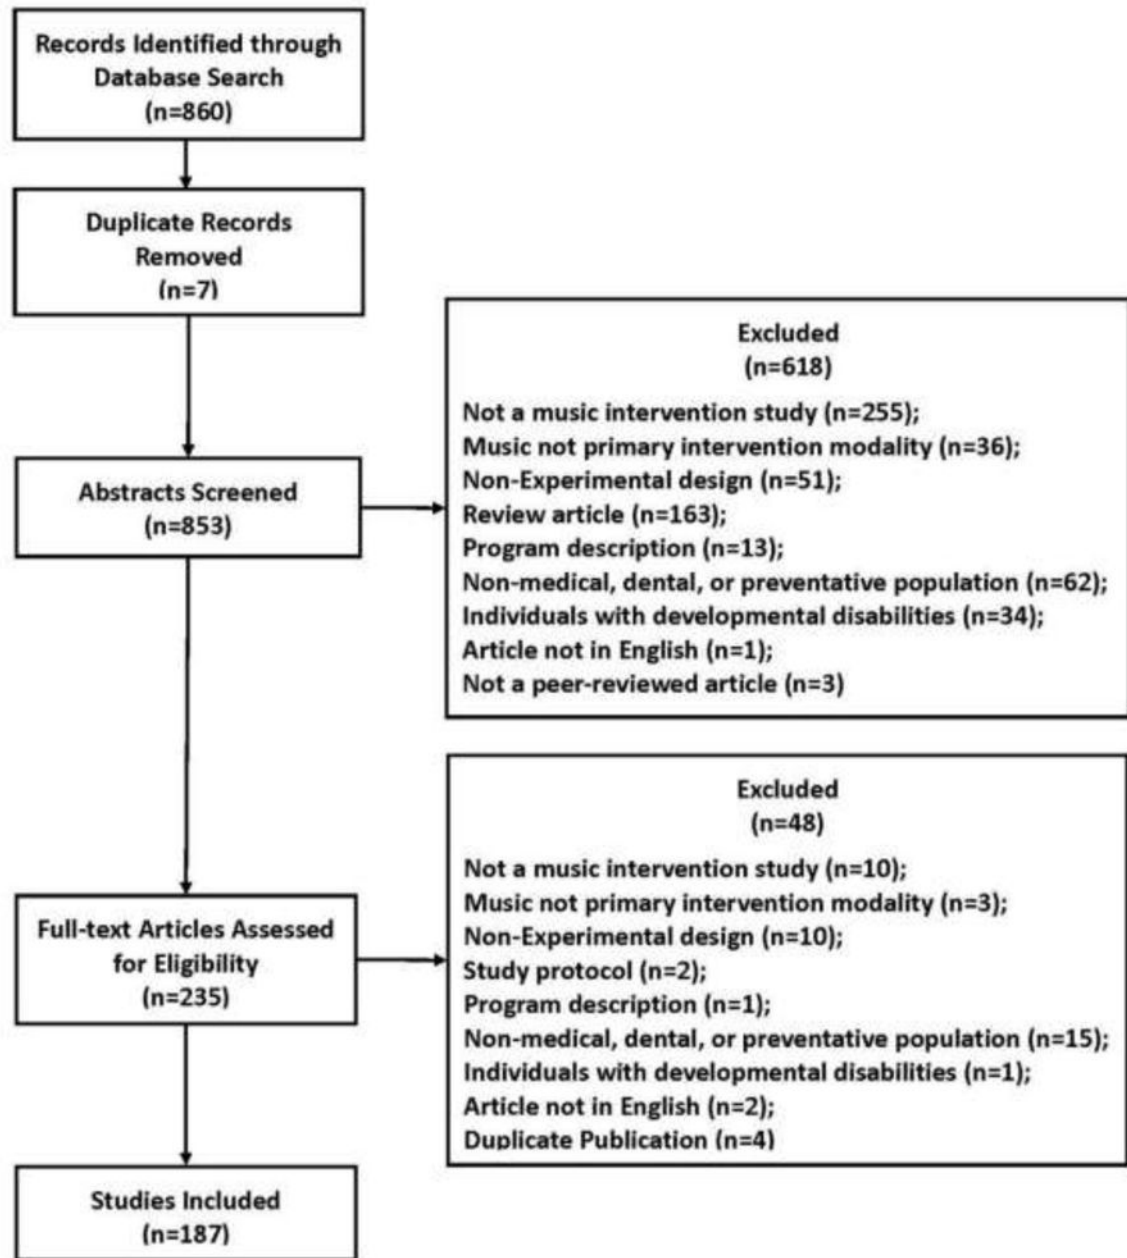 Records Identified through
Database Search
(n=860)
Duplicate Records
Removed
(n=7)
Abstracts Screened
(n=853)
Excluded
(n=618)
Not a music intervention study (n=255);
Music not primary intervention modality (n=36);
Non-Experimental design (n=51);
Review article (n=163);
Program description (n=13);
Non-medical, dental, or preventative population (n=62);
Individuals with developmental disabilities (n=34);
Article not in English (n=1);
Not a peer-reviewed article (n=3)
Full-text Articles Assessed
for Eligibility
(n=235)
Excluded
(n=48)
Not a music intervention study (n=10);
Music not primary intervention modality (n=3);
Non-Experimental design (n=10);
Study protocol (n=2);
Program description (n=1);
Non-medical, dental, or preventative population (n=15);
Individuals with developmental disabilities (n=1);
Article not in English (n=2);
Duplicate Publication (n=4)
Studies Included
(n=187)